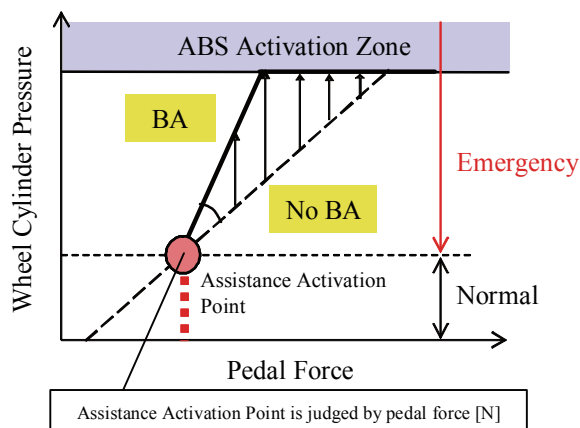 ABS Activation Zone
BA
Emergency
No BA
Assistance Activation
Point
Normal
Wheel Cylinder Pressure
Pedal Force
Assistance Activation Point is judged by pedal force [N]